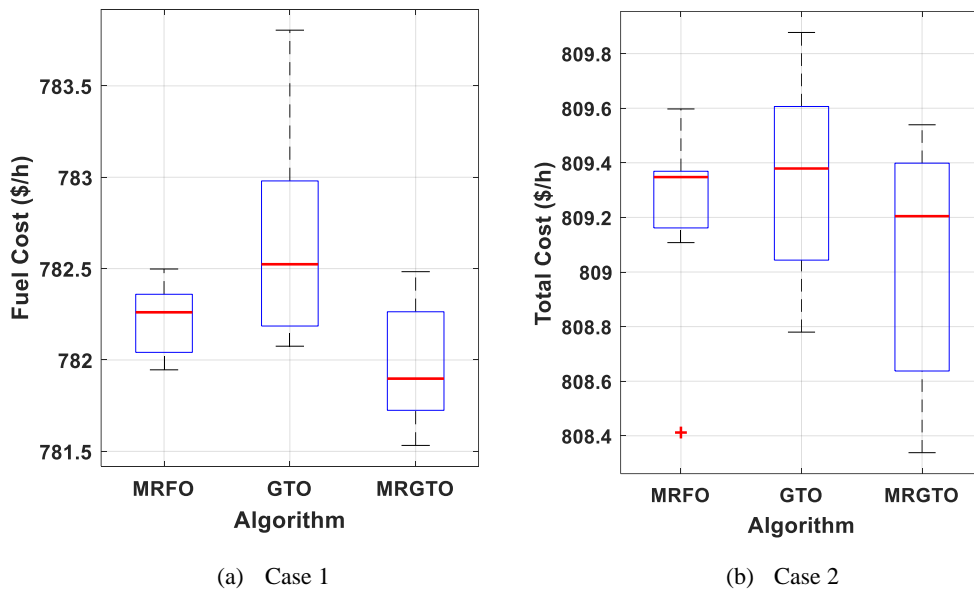 Fuel Cost ($/h)
783.5
783
782.5
782
781.5
MRFO GTO MRGTO
Algorithm
(a) Case 1
Total Cost ($/h)
809.8
809.6
809.4
809.2
809
808.8
808.6
808.4
MRFO GTO MRGTO
Algorithm
(b) Case 2